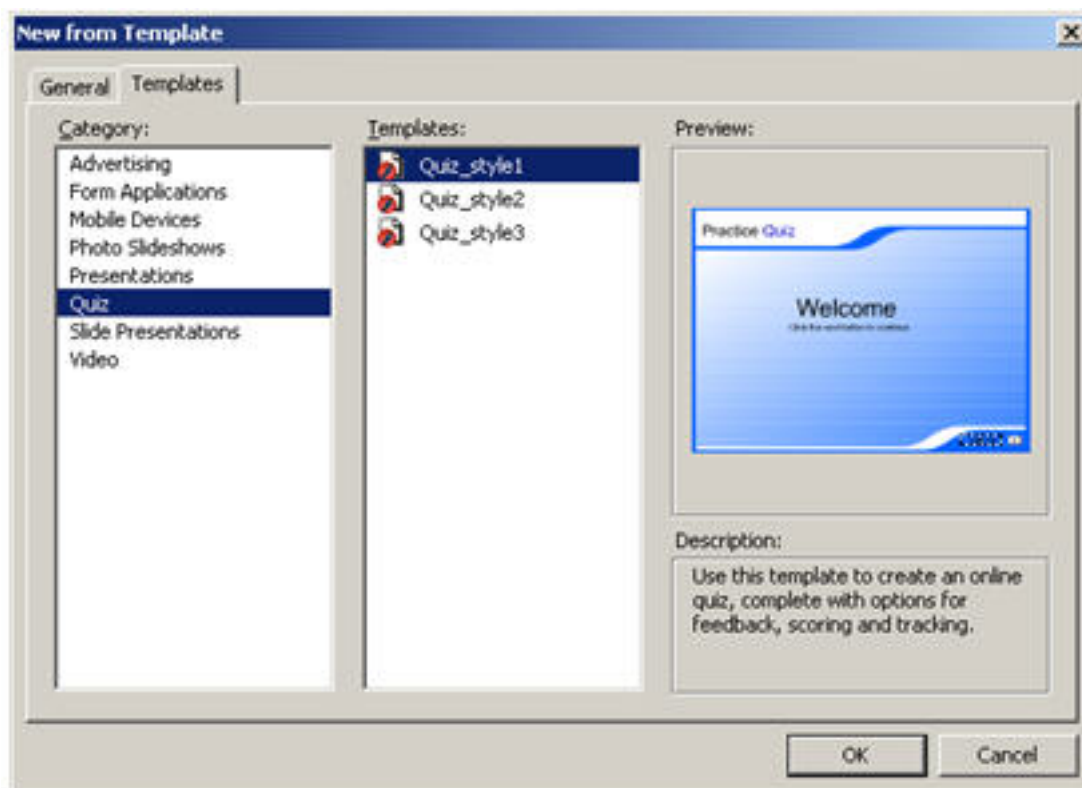 New from Template
General
Templates
Category:
Advertising
Form Applications
Mobile Devices
Photo Slideshows
Presentations
Quiz
Slide Presentations
Video
Templates:
Quiz_style1
Quiz_style2
Quiz_style3
Preview:
Practice Quiz
Welcome
Description:
Use this template to create an online
quiz, complete with options for
feedback, scoring and tracking.
OK
Cancel